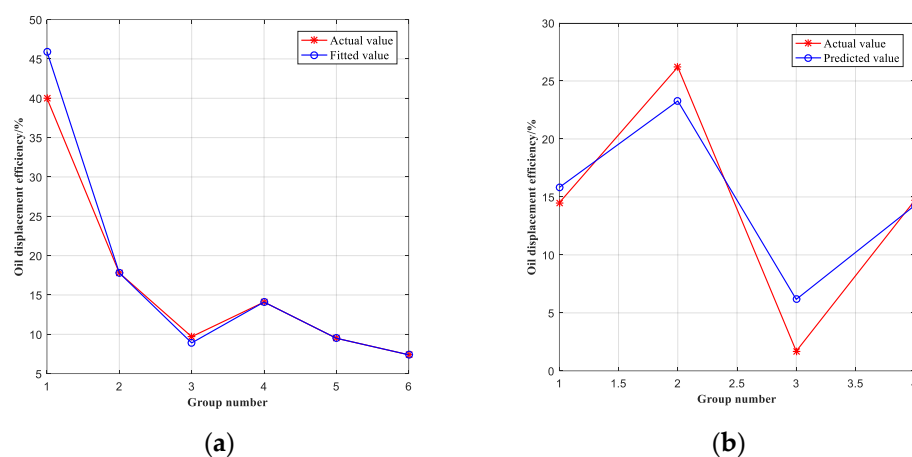 50
45
40
35
30
25
20
15
10
5
1
2
3
4
5
6
Oil displacement efficiency/%
Group number
Actual value
Fitted value
(a)
30
25
20
15
10
5
0
1
1.5
2
2.5
3
3.5
Oil displacement efficiency/%
Group number
Actual value
Predicted value
(b)